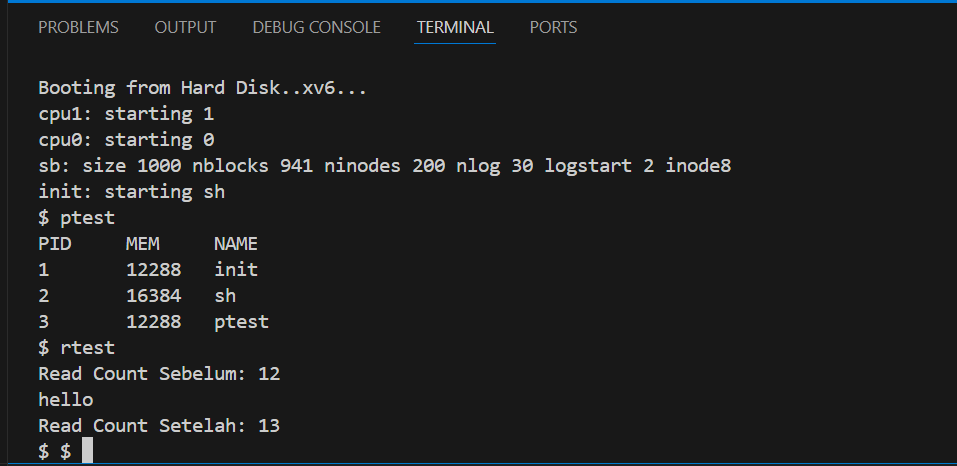 PROBLEMS OUTPUT DEBUG CONSOLE TERMINAL PORTS
Booting from Hard Disk..xv6...
cpu1: starting 1
cpu0: starting 0
sb: size 1000 nblocks 941 ninodes 200 nlog 30 logstart 2 inode8
init: starting sh
$ ptest
PID MEM NAME
1 12288 init
2 16384 sh
3 12288 ptest
$ rtest
Read Count Sebelum: 12
hello
Read Count Setelah: 13
$ $